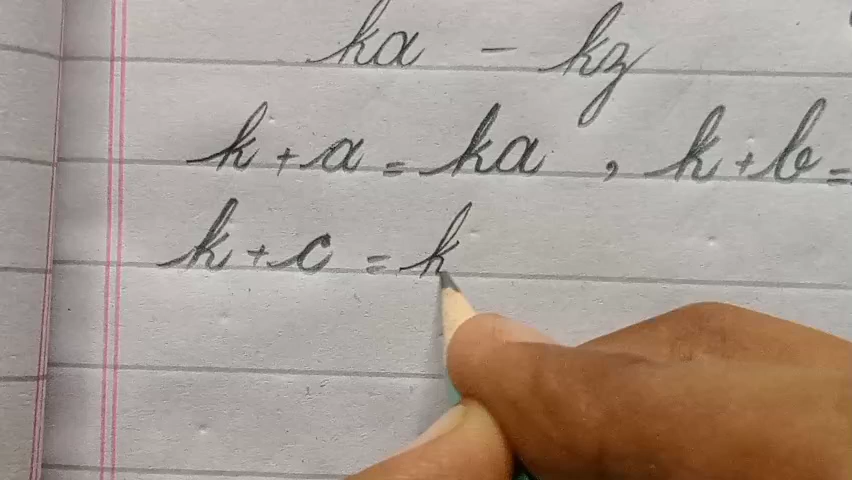 ka - kz
k + a = ka , k + b =
k + c = k